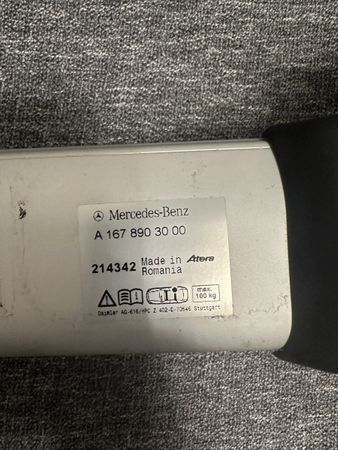 Mercedes-Benz
A 167 890 30 00
214342 Made in Atera
Romania
max.
100 kg
Daimler AG-616/HPC Z 402-D-70546 Stuttgart